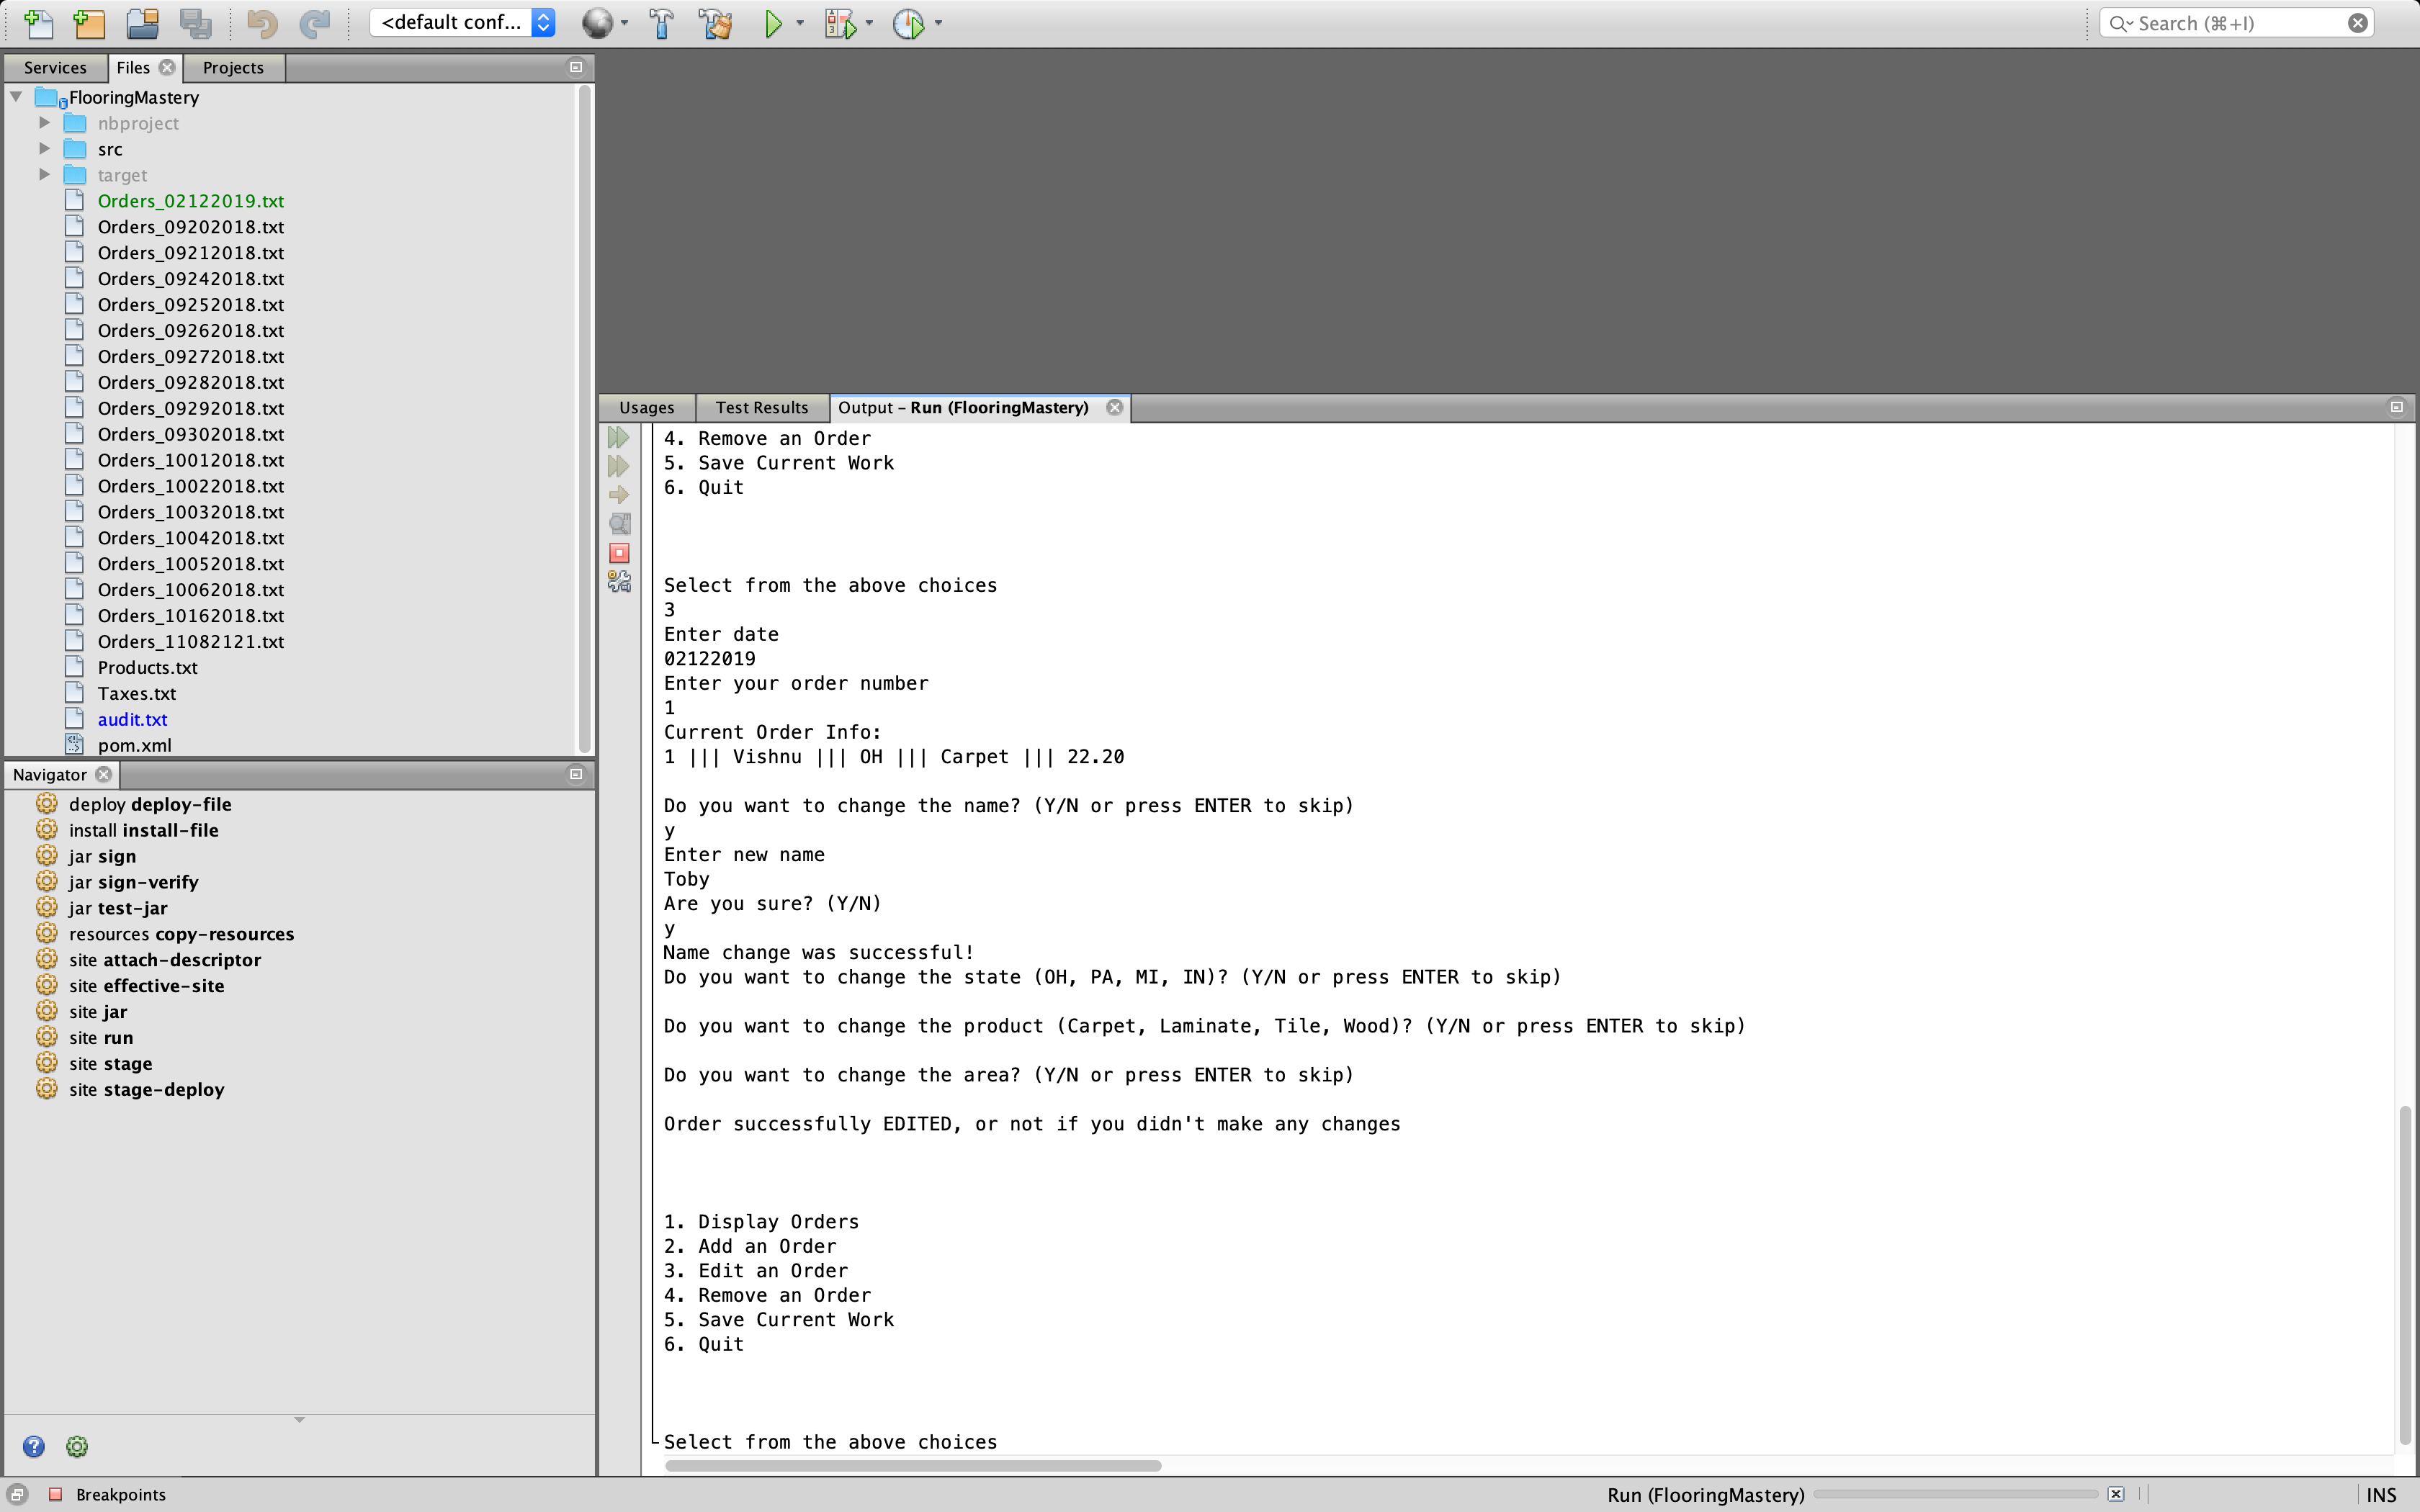 <default conf...
Search (⌘+I)
Services
Files
Projects
FlooringMastery
nbproject
src
target
Orders_02122019.txt
Orders_09202018.txt
Orders_09212018.txt
Orders_09242018.txt
Orders_09252018.txt
Orders_09262018.txt
Orders_09272018.txt
Orders_09282018.txt
Orders_09292018.txt
Orders_09302018.txt
Orders_10012018.txt
Orders_10022018.txt
Orders_10032018.txt
Orders_10042018.txt
Orders_10052018.txt
Orders_10062018.txt
Orders_10162018.txt
Orders_11082121.txt
Products.txt
Taxes.txt
audit.txt
pom.xml
Navigator
deploy deploy-file
install install-file
jar sign
jar sign-verify
jar test-jar
resources copy-resources
site attach-descriptor
site effective-site
site jar
site run
site stage
site stage-deploy
Usages
Test Results
Output – Run (FlooringMastery)
4. Remove an Order
5. Save Current Work
6. Quit
Select from the above choices
3
Enter date
02122019
Enter your order number
1
Current Order Info:
1 ||| Vishnu ||| OH ||| Carpet ||| 22.20
Do you want to change the name? (Y/N or press ENTER to skip)
y
Enter new name
Toby
Are you sure? (Y/N)
y
Name change was successful!
Do you want to change the state (OH, PA, MI, IN)? (Y/N or press ENTER to skip)
Do you want to change the product (Carpet, Laminate, Tile, Wood)? (Y/N or press ENTER to skip)
Do you want to change the area? (Y/N or press ENTER to skip)
Order successfully EDITED, or not if you didn't make any changes
1. Display Orders
2. Add an Order
3. Edit an Order
4. Remove an Order
5. Save Current Work
6. Quit
Select from the above choices
Breakpoints
Run (FlooringMastery)
INS